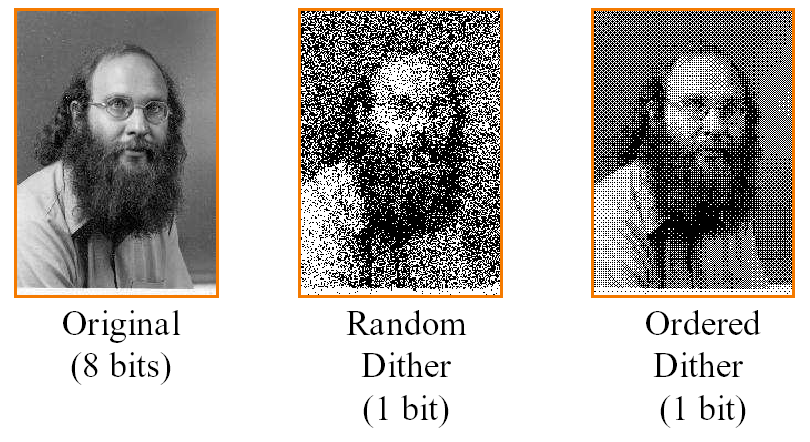 Original
(8 bits)
Random
Dither
(1 bit)
Ordered
Dither
(1 bit)